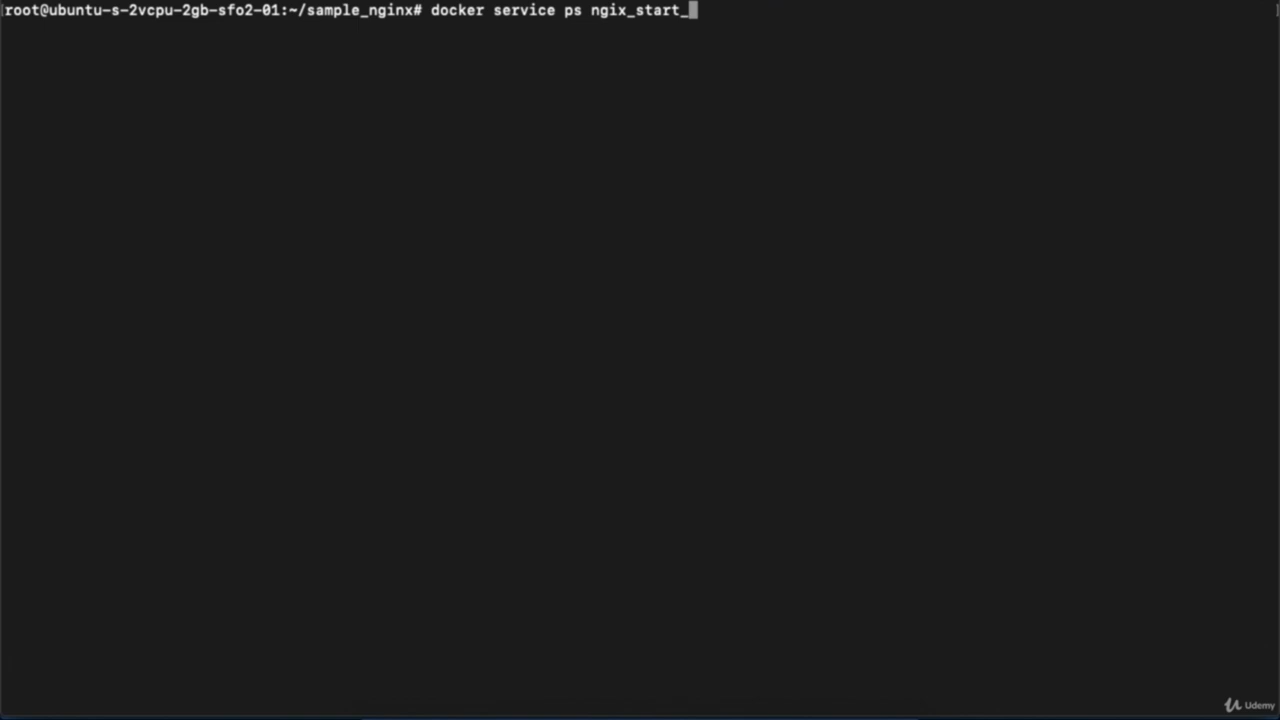 [root@ubuntu-s-2vcpu-2gb-sfo2-01:~/sample_nginx# docker service ps ngix_start_ ]
Udemy